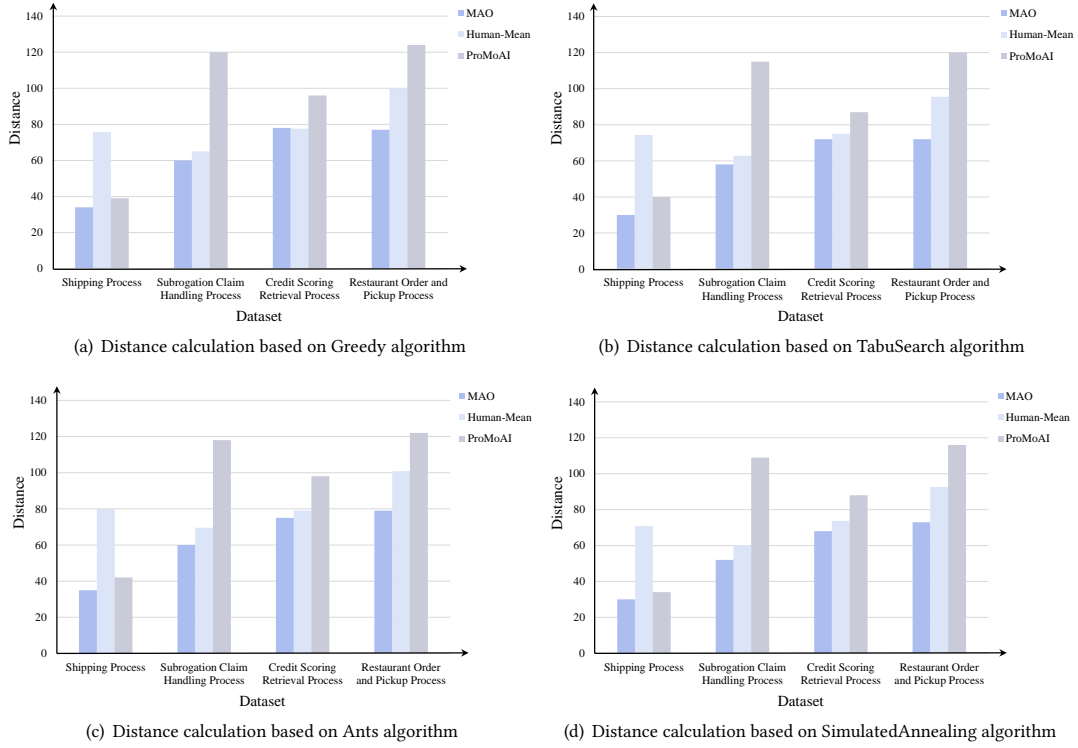 140
120
100
80
60
40
20
0
Distance
MAO
Human-Mean
ProMoAI
Shipping Process
Subrogation Claim
Handling Process
Credit Scoring
Retrieval Process
Restaurant Order and
Pickup Process
Dataset
(a) Distance calculation based on Greedy algorithm
140
120
100
80
60
40
20
0
Distance
MAO
Human-Mean
ProMoAI
Shipping Process
Subrogation Claim
Handling Process
Credit Scoring
Retrieval Process
Restaurant Order and
Pickup Process
Dataset
(b) Distance calculation based on TabuSearch algorithm
140
120
100
80
60
40
20
0
Distance
MAO
Human-Mean
ProMoAI
Shipping Process
Subrogation Claim
Handling Process
Credit Scoring
Retrieval Process
Restaurant Order
and Pickup Process
Dataset
(c) Distance calculation based on Ants algorithm
140
120
100
80
60
40
20
0
Distance
MAO
Human-Mean
ProMoAI
Shipping Process
Subrogation Claim
Handling Process
Credit Scoring
Retrieval Process
Restaurant Order
and Pickup Process
Dataset
(d) Distance calculation based on SimulatedAnnealing algorithm